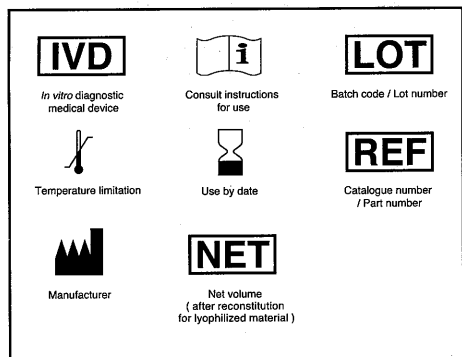 IVD
In vitro diagnostic
medical device
i
Consult instructions
for use
LOT
Batch code / Lot number
Temperature limitation
Use by date
REF
Catalogue number
/ Part number
Manufacturer
NET
Net volume
( after reconstitution
for lyophilized material )